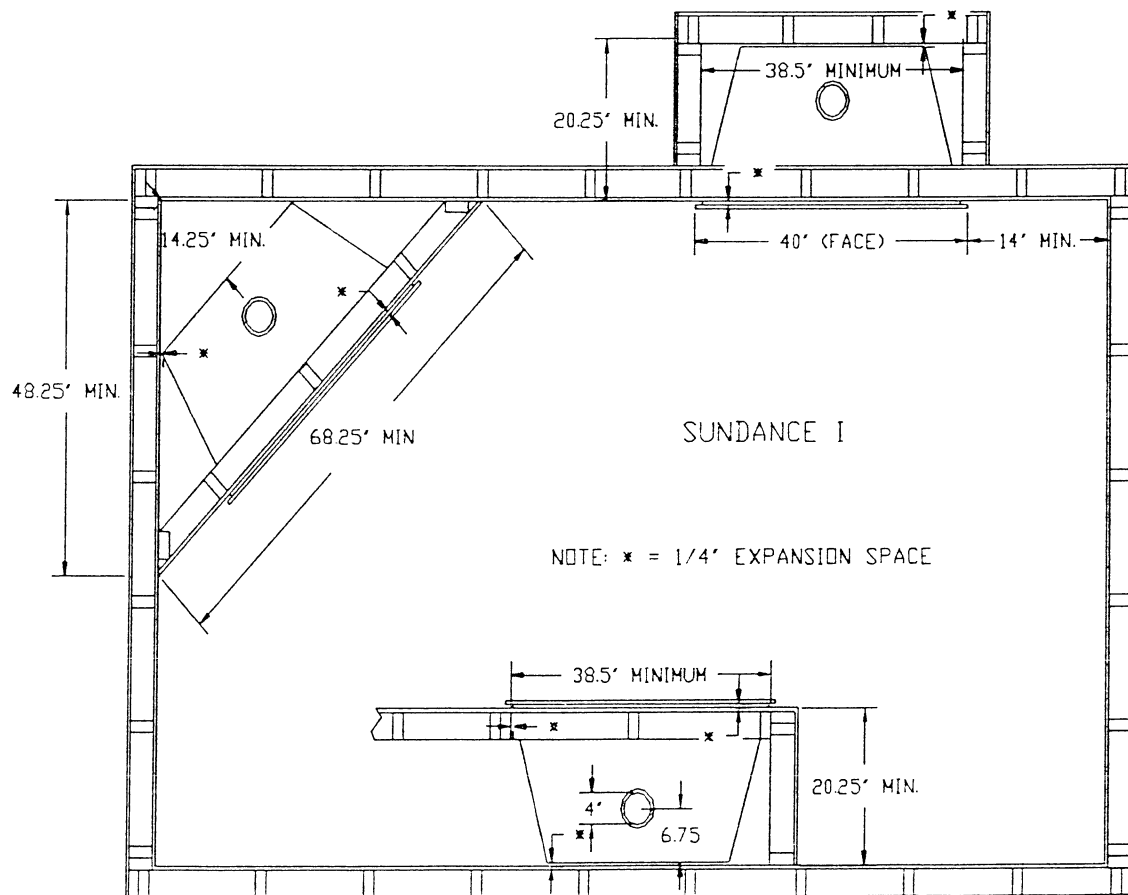 *
38.5" MINIMUM
20.25" MIN.
*
14.25" MIN.
40" (FACE)
14" MIN.
*
*
48.25" MIN.
68.25" MIN
SUNDANCE I
NOTE: * = 1/4" EXPANSION SPACE
38.5" MINIMUM
*
*
20.25" MIN.
4"
*
6.75